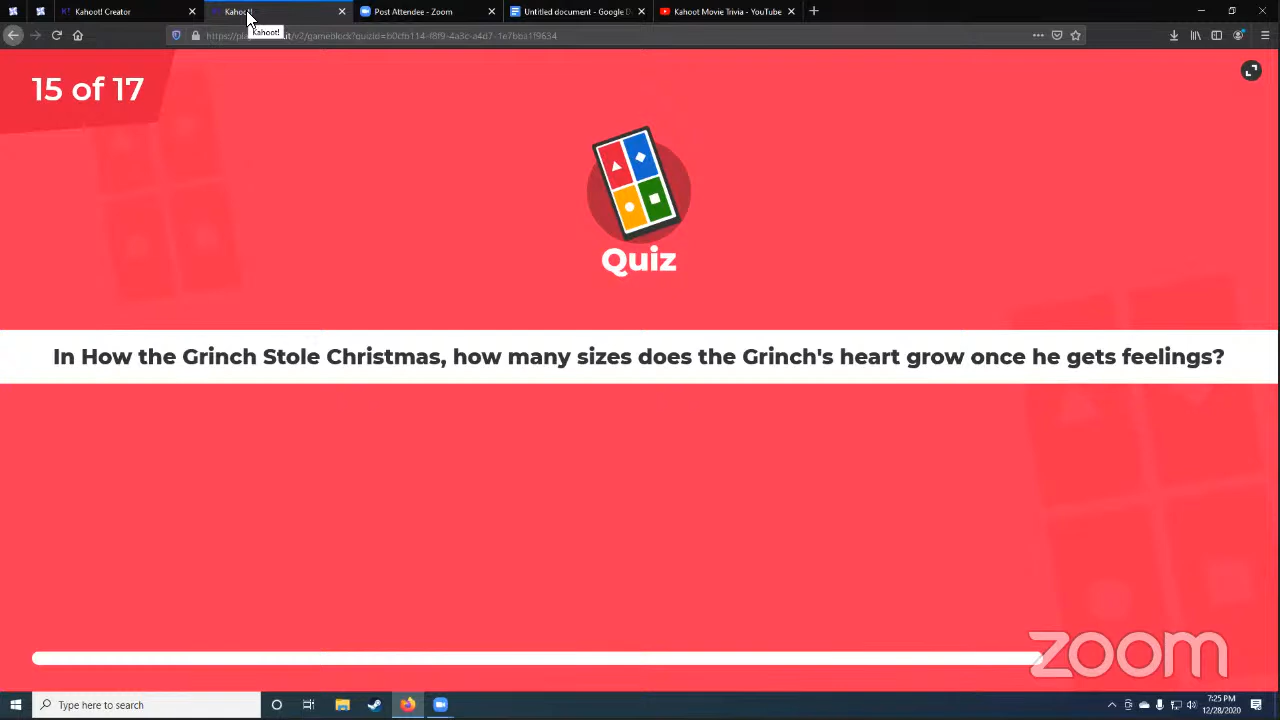 Kahoot! Creator
Kahoot!
Post Attendee - Zoom
Untitled document - Google D
Kahoot Movie Trivia - YouTube
Kahoot!
15 of 17
Quiz
In How the Grinch Stole Christmas, how many sizes does the Grinch's heart grow once he gets feelings?
zoom
Type here to search
7:25 PM
12/28/2020